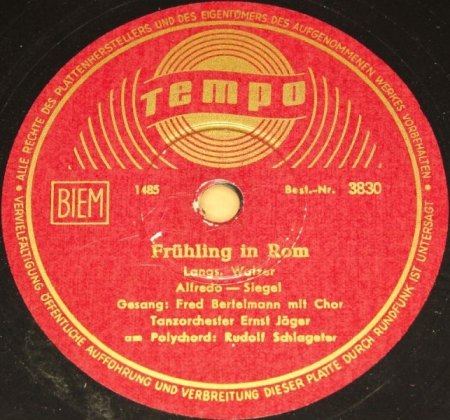 ALLE RECHTE DES PLATTENHERSTELLERS UND DES EIGENTÜMERS DES AUFGENOMMENEN WERKES VORBEHALTEN
Tempo
BIEM
1485
Best.-Nr. 3830
Frühling in Rom
Langs. Walzer
Alfredo — Siegel
Gesang: Fred Bertelmann mit Chor
Tanzorchester Ernst Jäger
am Polychord: Rudolf Schlageter
VERVIELFÄLTIGUNG ÖFFENTLICHE AUFFÜHRUNG UND VERBREITUNG DIESER PLATTE DURCH RUNDFUNK IST UNTERSAGT